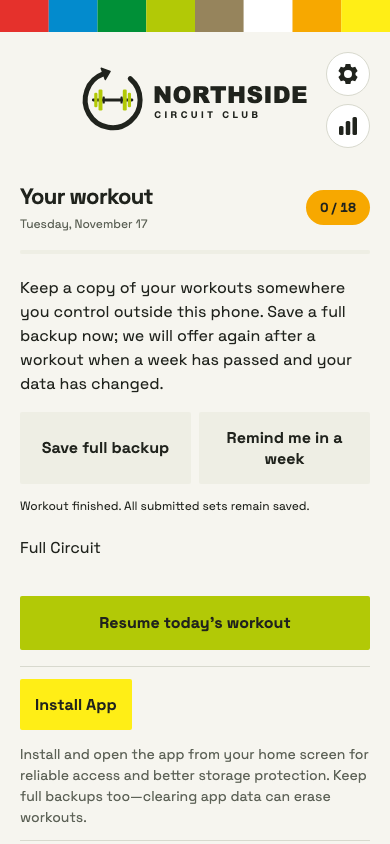 NORTHSIDE
CIRCUIT CLUB
Your workout
Tuesday, November 17
0 / 18
Keep a copy of your workouts somewhere
you control outside this phone. Save a full
backup now; we will offer again after a
workout when a week has passed and your
data has changed.
Save full backup
Remind me in a
week
Workout finished. All submitted sets remain saved.
Full Circuit
Resume today's workout
Install App
Install and open the app from your home screen for
reliable access and better storage protection. Keep
full backups too—clearing app data can erase
workouts.